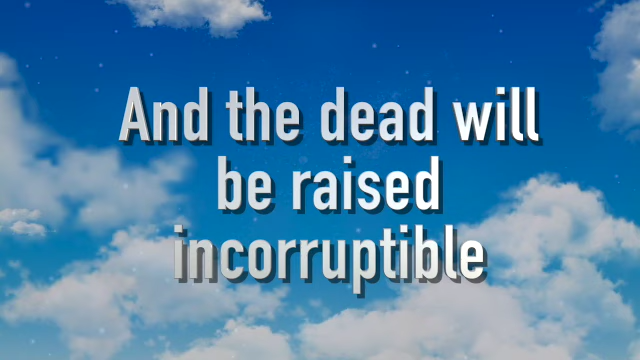 And the dead will
be raised
incorruptible